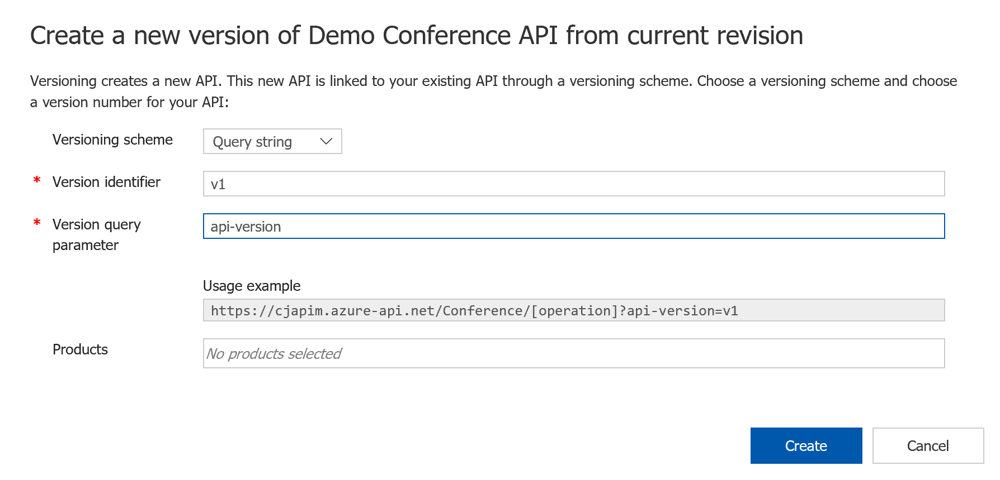 Create a new version of Demo Conference API from current revision
Versioning creates a new API. This new API is linked to your existing API through a versioning scheme. Choose a versioning scheme and choose
a version number for your API:
Versioning scheme
Query string
* Version identifier
v1
* Version query
parameter
api-version
Usage example
https://cjapim.azure-api.net/Conference/[operation]?api-version=v1
Products
No products selected
Create
Cancel